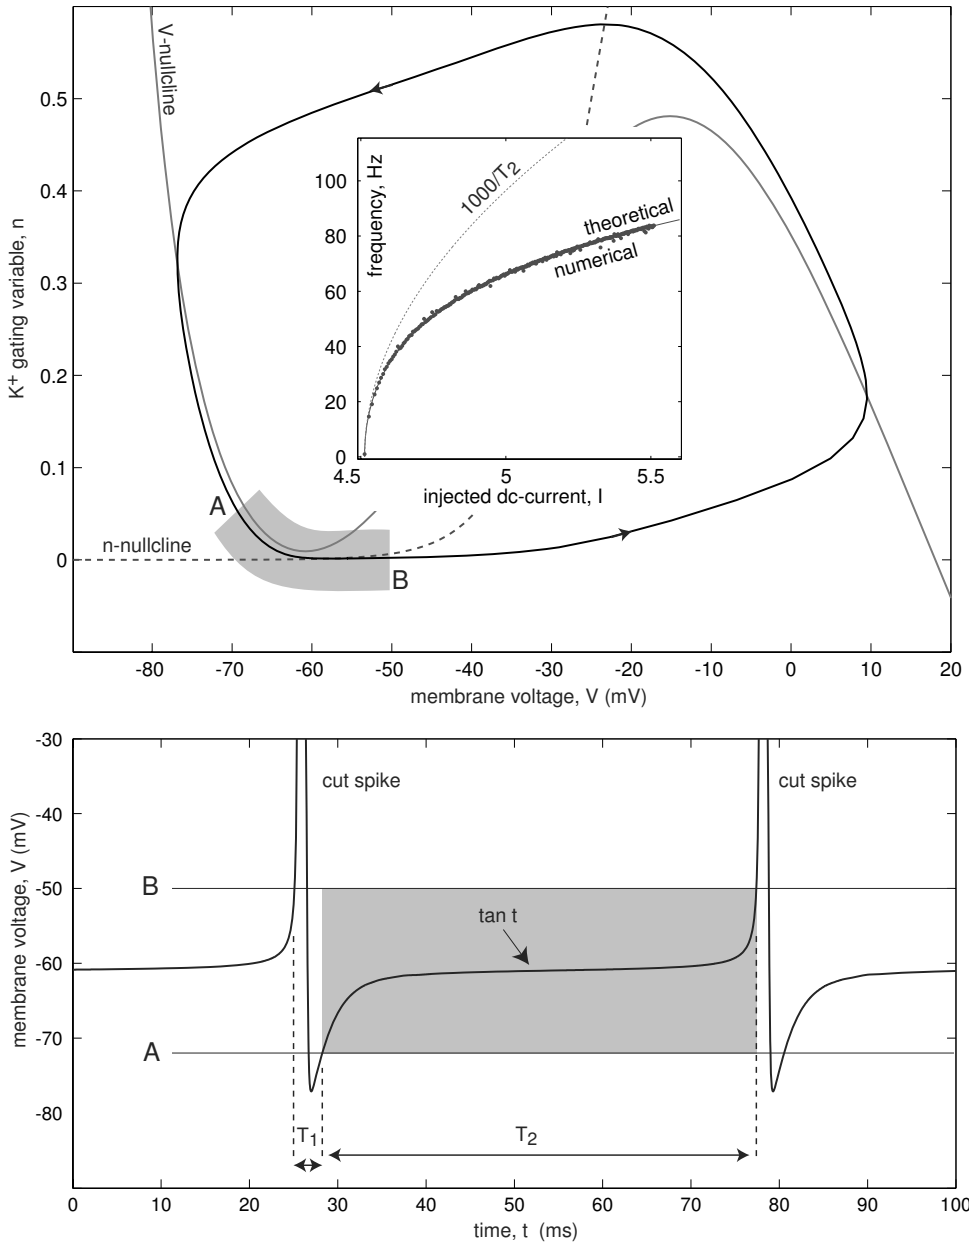 V-nullcline
0.5
0.4
0.3
0.2
0.1
0
K+ gating variable, n
100
80
60
40
20
0
frequency, Hz
1000/T2
theoretical
numerical
4.5 5 5.5
injected dc-current, I
A
n-nullcline
B
-80 -70 -60 -50 -40 -30 -20 -10 0 10 20
membrane voltage, V (mV)
-30
-40
-50
-60
-70
-80
membrane voltage, V (mV)
cut spike cut spike
B
tan t
A
T1 T2
0 10 20 30 40 50 60 70 80 90 100
time, t (ms)